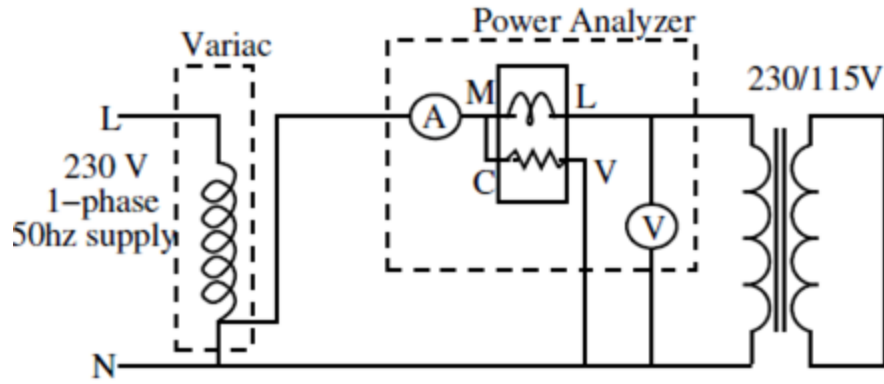 Power Analyzer
Variac
230/115V
M
L
L
A
230 V
1-phase
50hz supply
C
V
V
N